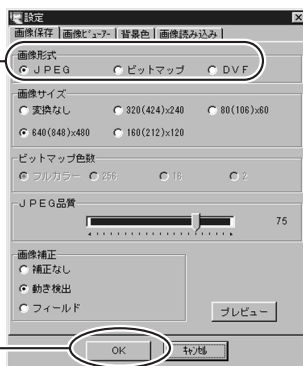 設定
画像保存 画像ﾋﾞｭｰｱｰ 背景色 画像読み込み
画像形式
JPEG ビットマップ DVF
画像サイズ
変換なし 320(424)x240 80(106)x60
640(848)x480 160(212)x120
ビットマップ色数
フルカラー 256 16 2
JPEG品質
75
画像補正
補正なし
動き検出
フィールド
プレビュー
OK ｷｬﾝｾﾙ